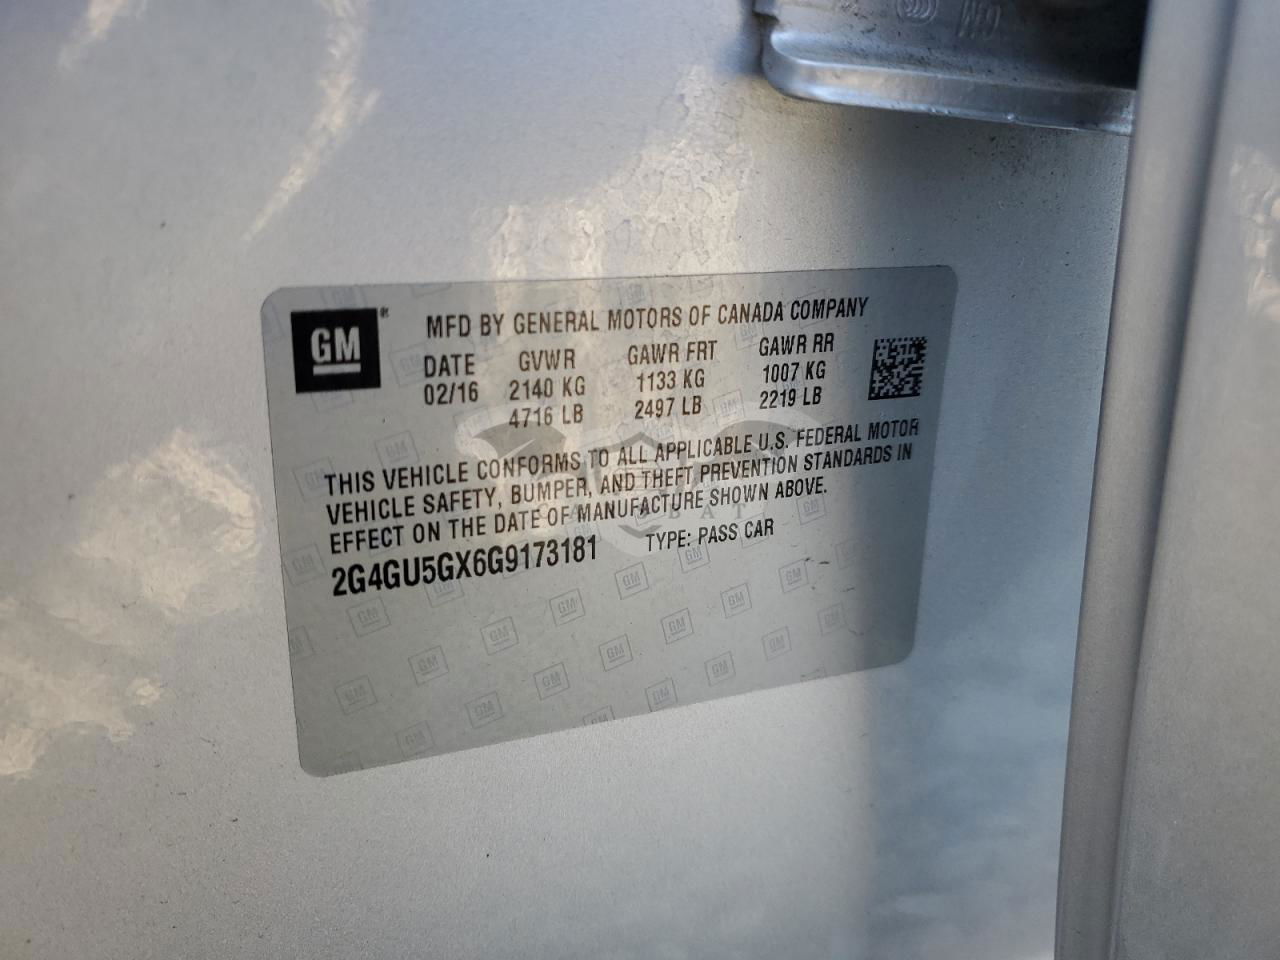 GM
GM®
MFD BY GENERAL MOTORS OF CANADA COMPANY
DATE GVWR GAWR FRT GAWR RR
02/16 2140 KG 1133 KG 1007 KG
4716 LB 2497 LB 2219 LB
THIS VEHICLE CONFORMS TO ALL APPLICABLE U.S. FEDERAL MOTOR
VEHICLE SAFETY, BUMPER, AND THEFT PREVENTION STANDARDS IN
EFFECT ON THE DATE OF MANUFACTURE SHOWN ABOVE.
2G4GU5GX6G9173181 TYPE: PASS CAR